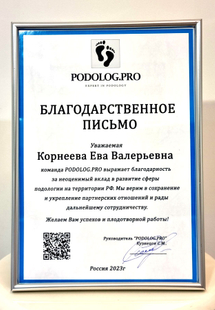 PODOLOG.PRO
EXPERT IN PODOLOGY
БЛАГОДАРСТВЕННОЕ
ПИСЬМО
Уважаемая
Корнеева Ева Валерьевна
команда PODOLOG.PRO выражает благодарность
за неоценимый вклад в развитие сферы
подологии на территории РФ. Мы верим в сохранение
и укрепление партнерских отношений и рады
дальнейшему сотрудничеству.
Желаем Вам успехов и плодотворной работы!
Руководитель "PODOLOG.PRO"
Кузнецов С.М.
Россия 2023г